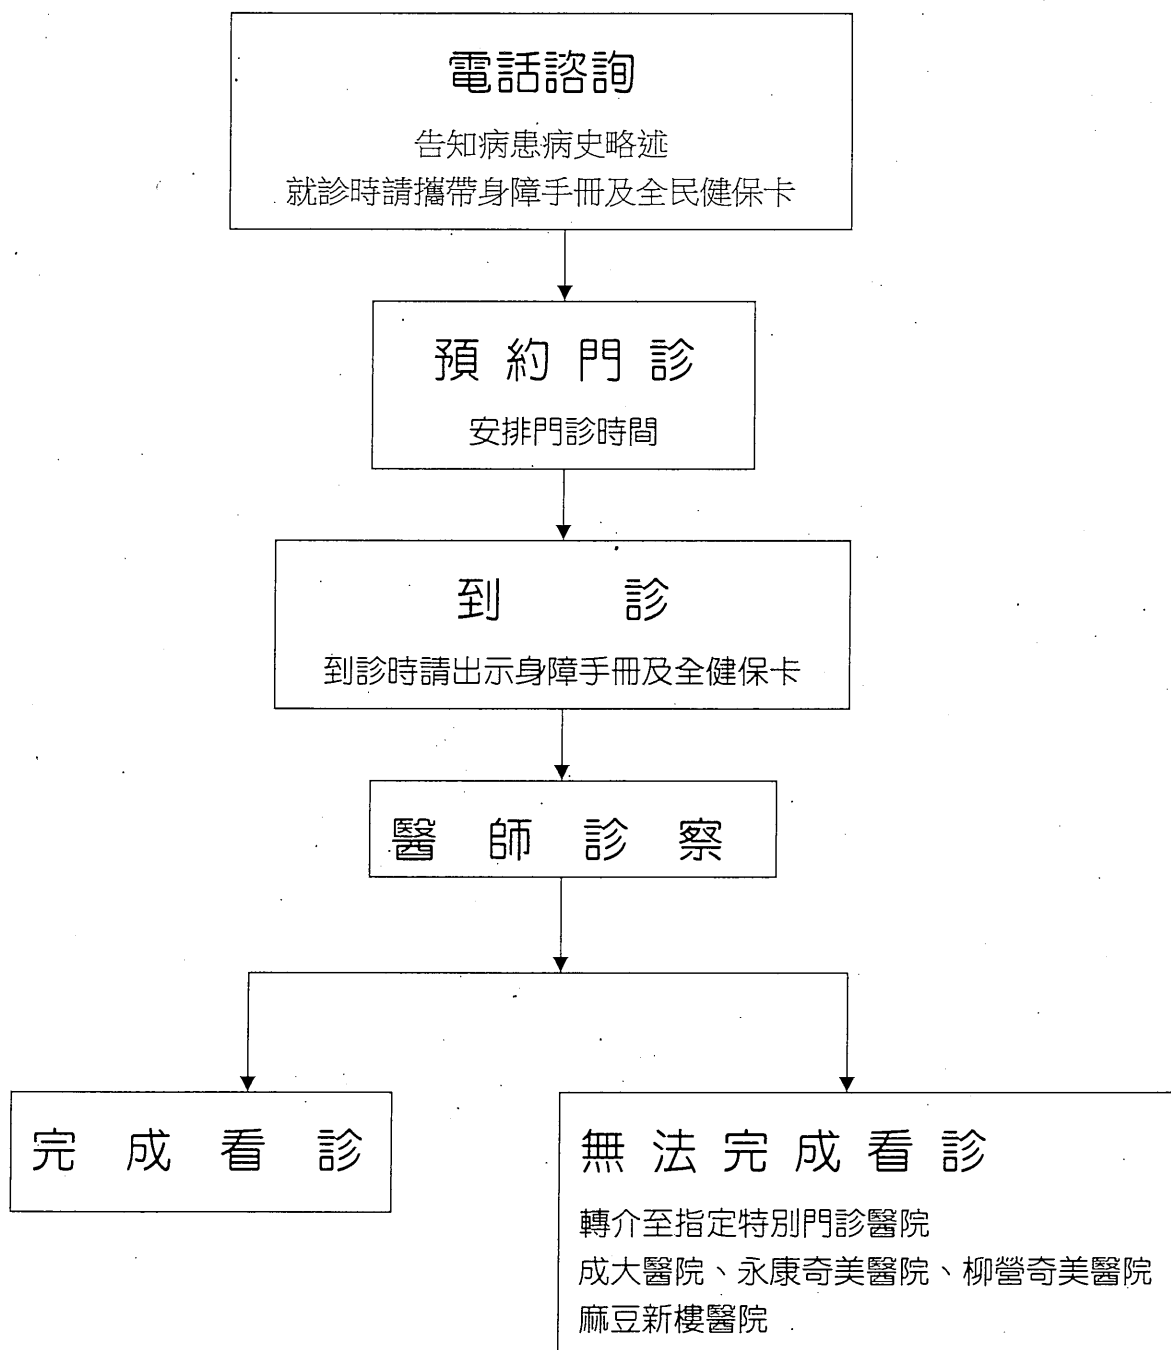 電話諮詢
告知病患病史略述
就診時請攜帶身障手冊及全民健保卡
預約門診
安排門診時間
到診
到診時請出示身障手冊及全健保卡
醫師診察
完成看診
無法完成看診
轉介至指定特別門診醫院
成大醫院、永康奇美醫院、柳營奇美醫院
麻豆新樓醫院